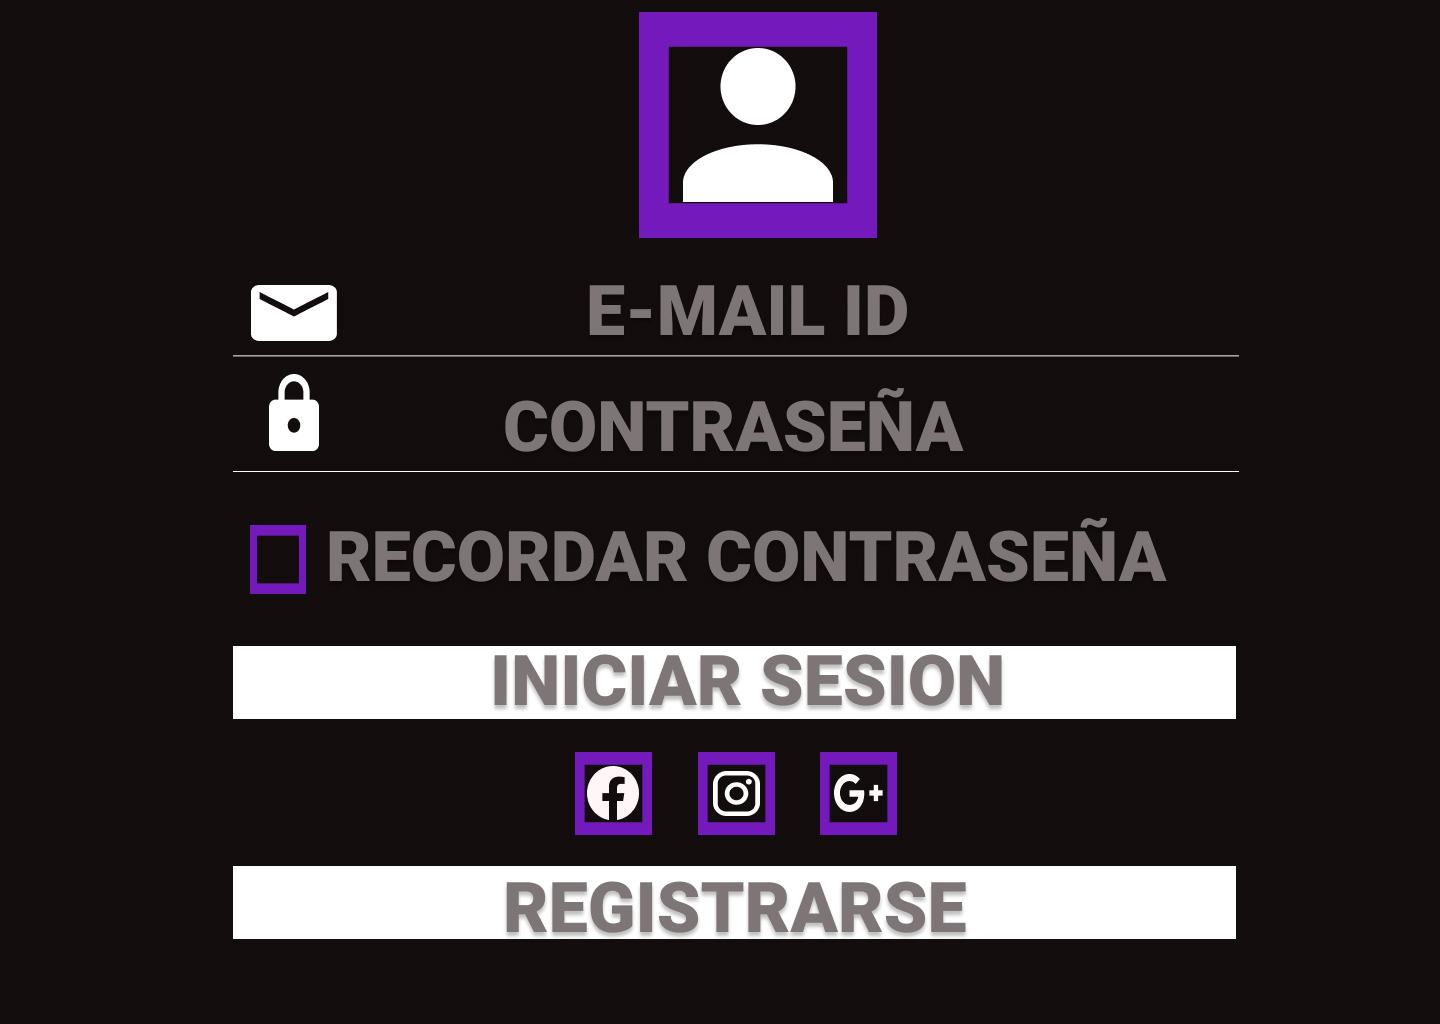 E-MAIL ID
CONTRASEÑA
RECORDAR CONTRASEÑA
INICIAR SESION
G+
REGISTRARSE